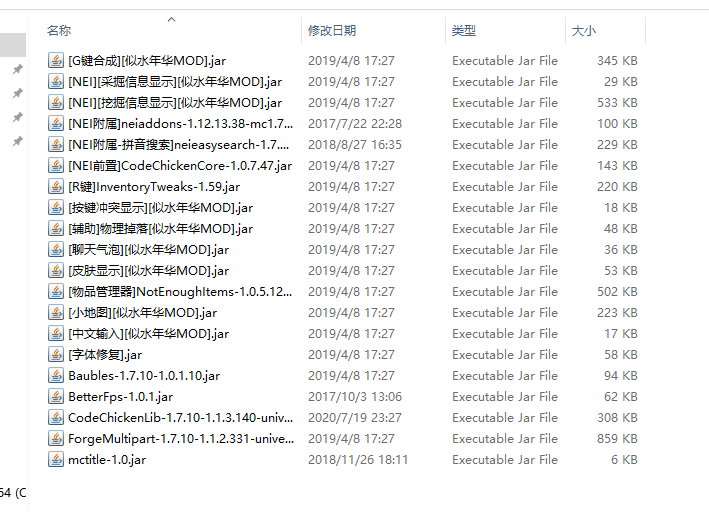 名称 修改日期 类型 大小
[G键合成][似水年华MOD].jar 2019/4/8 17:27 Executable Jar File 345 KB
[NEI][采掘信息显示][似水年华MOD].jar 2019/4/8 17:27 Executable Jar File 29 KB
[NEI][挖掘信息显示][似水年华MOD].jar 2019/4/8 17:27 Executable Jar File 533 KB
[NEI附属]neiaddons-1.12.13.38-mc1.7... 2017/7/22 22:28 Executable Jar File 100 KB
[NEI附属-拼音搜索]neieasysearch-1.7.... 2018/8/27 16:35 Executable Jar File 229 KB
[NEI前置]CodeChickenCore-1.0.7.47.jar 2019/4/8 17:27 Executable Jar File 143 KB
[R键]InventoryTweaks-1.59.jar 2019/4/8 17:27 Executable Jar File 220 KB
[按键冲突显示][似水年华MOD].jar 2019/4/8 17:27 Executable Jar File 18 KB
[辅助]物理掉落[似水年华MOD].jar 2019/4/8 17:27 Executable Jar File 48 KB
[聊天气泡][似水年华MOD].jar 2019/4/8 17:27 Executable Jar File 36 KB
[皮肤显示][似水年华MOD].jar 2019/4/8 17:27 Executable Jar File 53 KB
[物品管理器]NotEnoughItems-1.0.5.12... 2019/4/8 17:27 Executable Jar File 502 KB
[小地图][似水年华MOD].jar 2019/4/8 17:27 Executable Jar File 223 KB
[中文输入][似水年华MOD].jar 2019/4/8 17:27 Executable Jar File 17 KB
[字体修复].jar 2019/4/8 17:27 Executable Jar File 58 KB
Baubles-1.7.10-1.0.1.10.jar 2019/4/8 17:27 Executable Jar File 94 KB
BetterFps-1.0.1.jar 2017/10/3 13:06 Executable Jar File 62 KB
CodeChickenLib-1.7.10-1.1.3.140-univ... 2020/7/19 23:27 Executable Jar File 308 KB
ForgeMultipart-1.7.10-1.1.2.331-unive... 2019/4/8 17:27 Executable Jar File 859 KB
mctitle-1.0.jar 2018/11/26 18:11 Executable Jar File 6 KB
64 (C